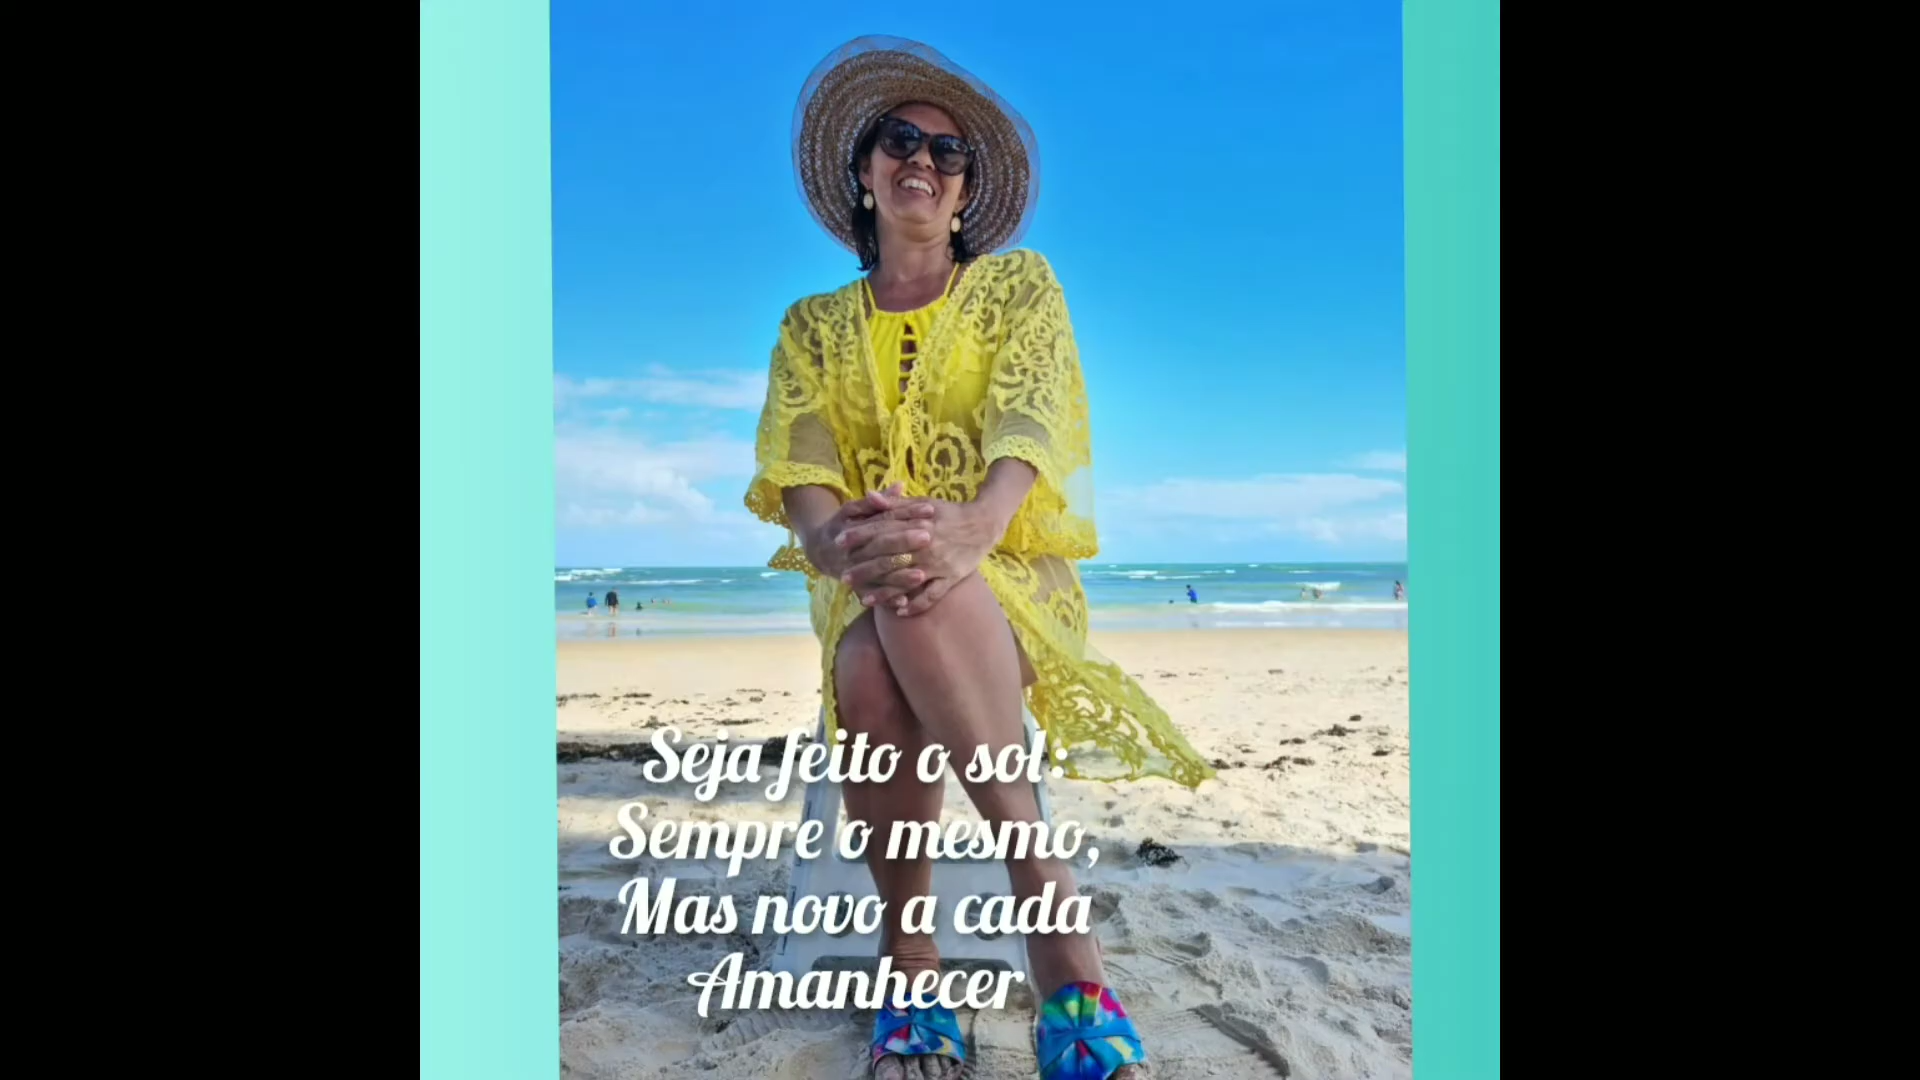 Seja feito o sol:
Sempre o mesmo,
Mas novo a cada
Amanhecer